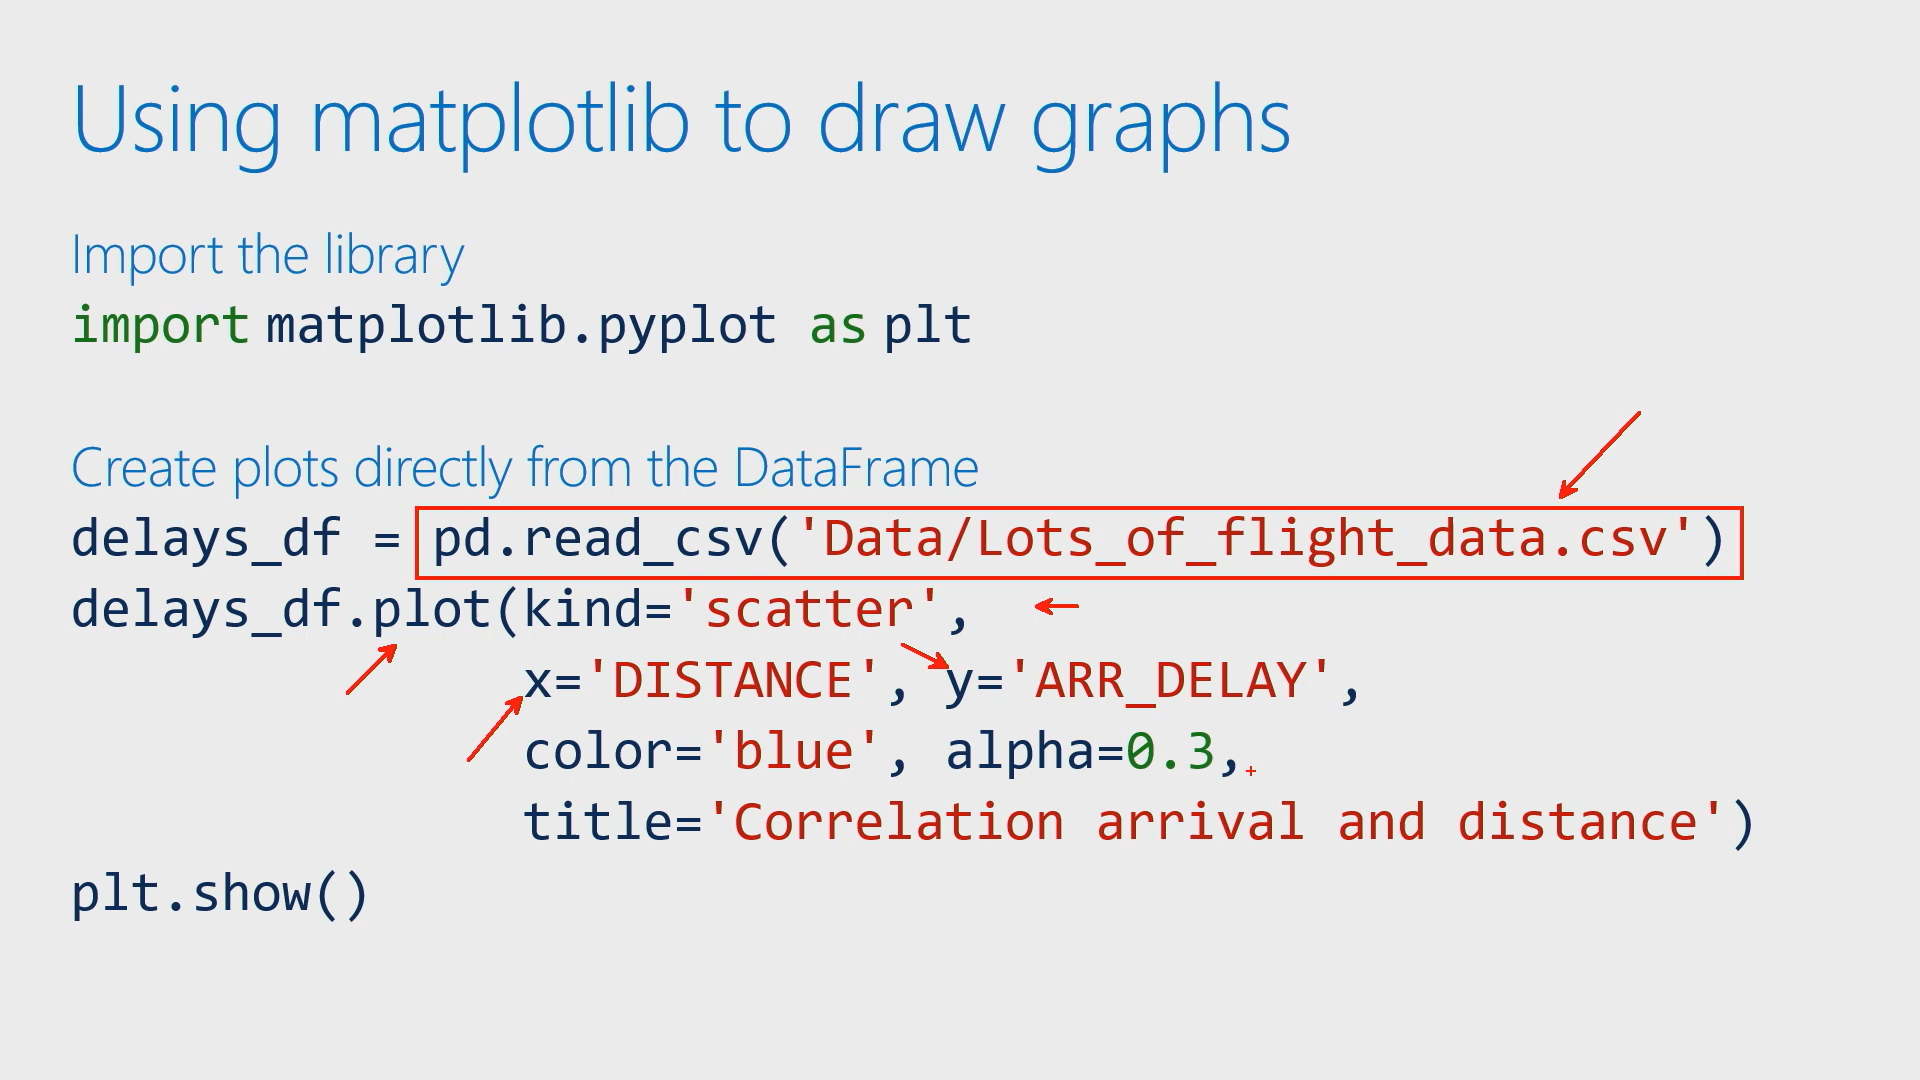 Using matplotlib to draw graphs
Import the library
import matplotlib.pyplot as plt
Create plots directly from the DataFrame
delays_df = pd.read_csv('Data/Lots_of_flight_data.csv')
delays_df.plot(kind='scatter',
x='DISTANCE', y='ARR_DELAY',
color='blue', alpha=0.3,
title='Correlation arrival and distance')
plt.show()